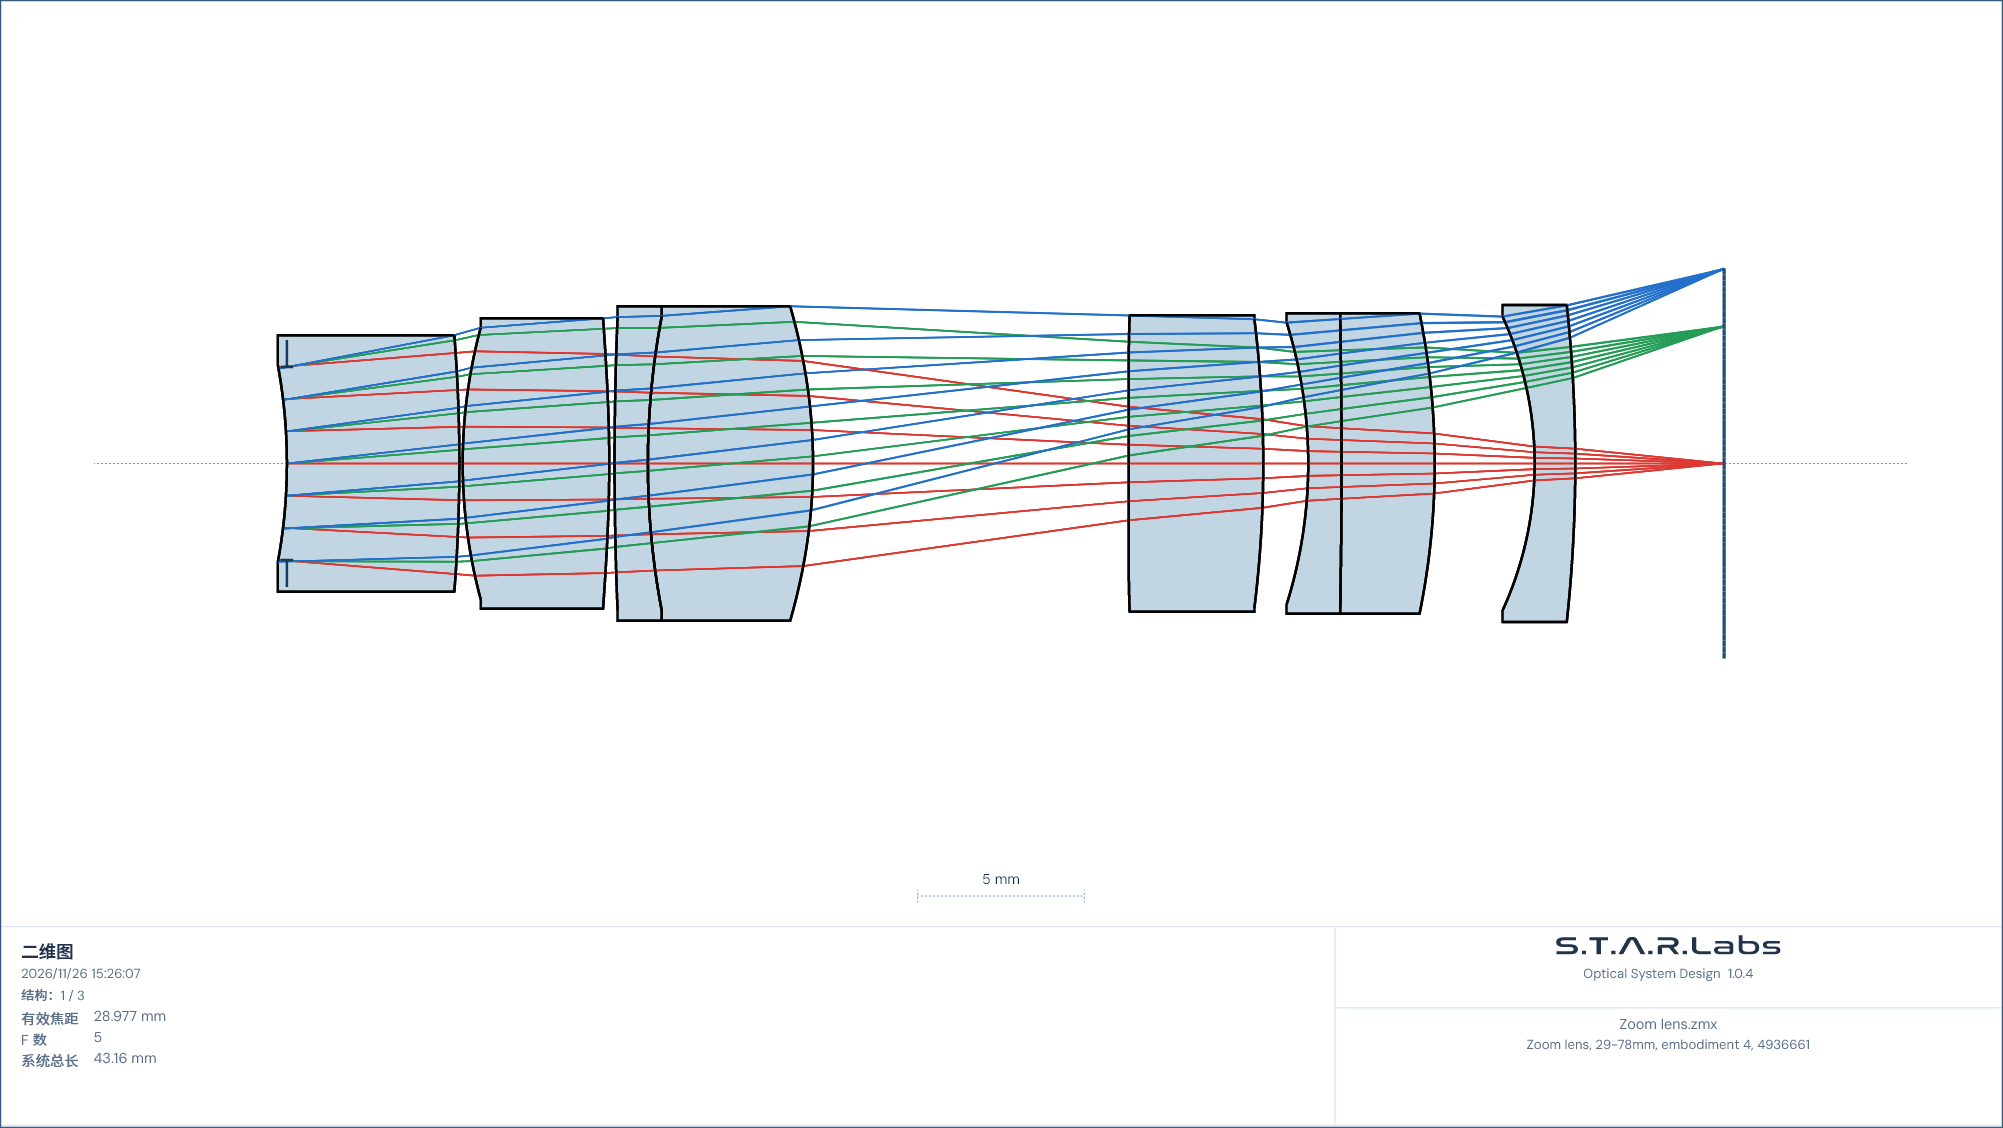 5 mm
二维图
2026/11/26 15:26:07
结构: 1 / 3
有效焦距 28.977 mm
F 数 5
系统总长 43.16 mm
S.T.A.R.Labs
Optical System Design 1.0.4
Zoom lens.zmx
Zoom lens, 29-78mm, embodiment 4, 4936661